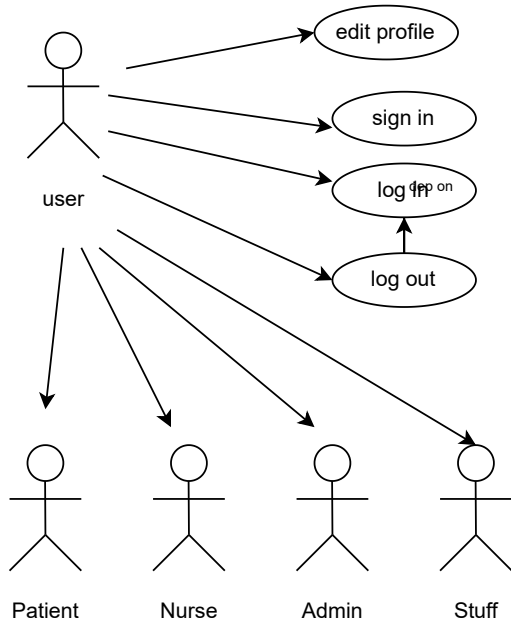 edit profile
sign in
log in
dep on
log out
user
Patient
Nurse
Admin
Stuff